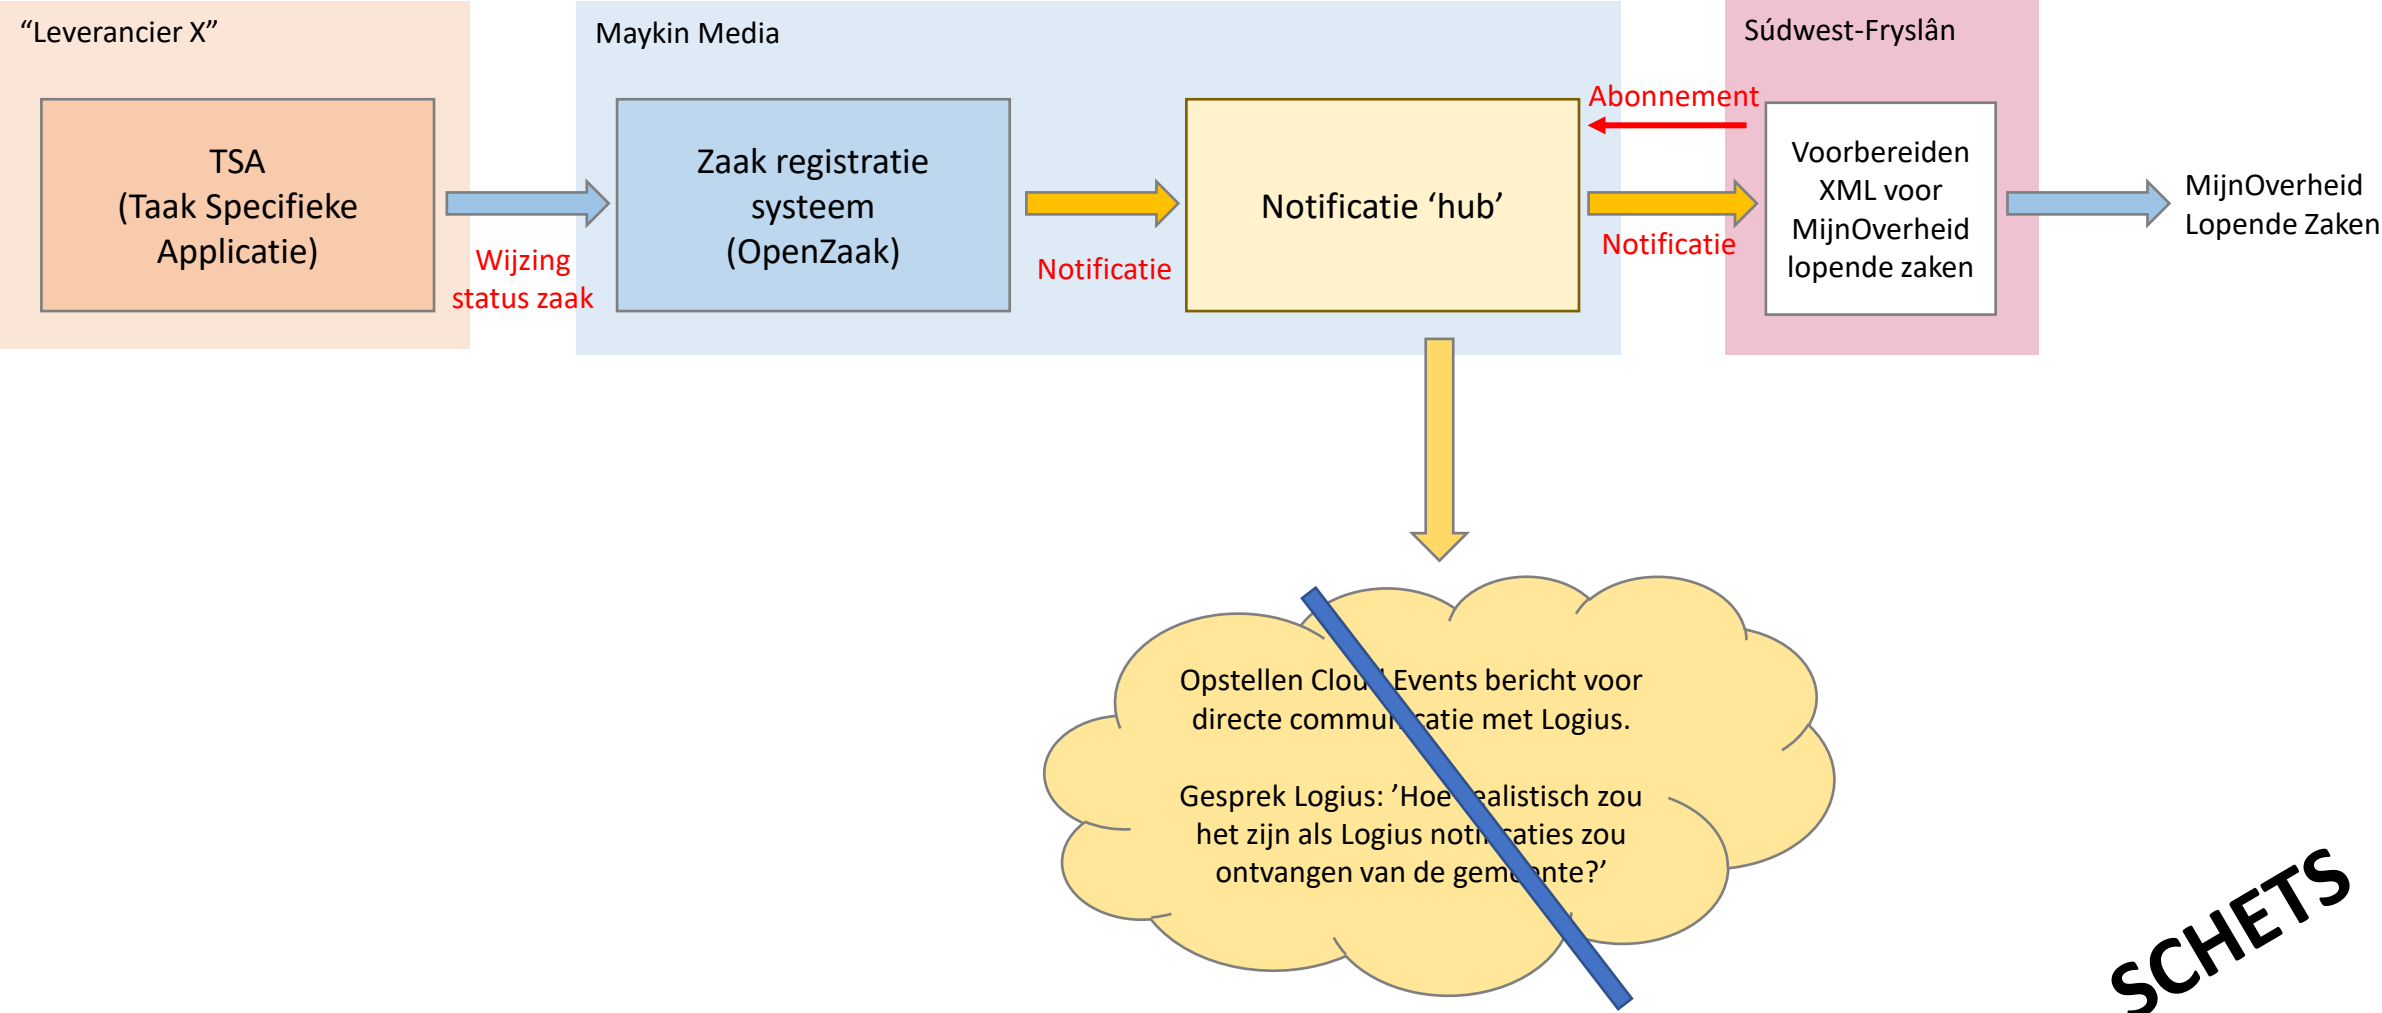 “Leverancier X”
Maykin Media
Súdwest-Fryslân
TSA
(Taak Specifieke
Applicatie)
Wijzing
status zaak
Zaak registratie
systeem
(OpenZaak)
Notificatie
Notificatie ‘hub’
Abonnement
Notificatie
Voorbereiden
XML voor
MijnOverheid
lopende zaken
MijnOverheid
Lopende Zaken
Opstellen Cloud Events bericht voor
directe communicatie met Logius.
Gesprek Logius: ’Hoe realistisch zou
het zijn als Logius notificaties zou
ontvangen van de gemeente?’
SCHETS